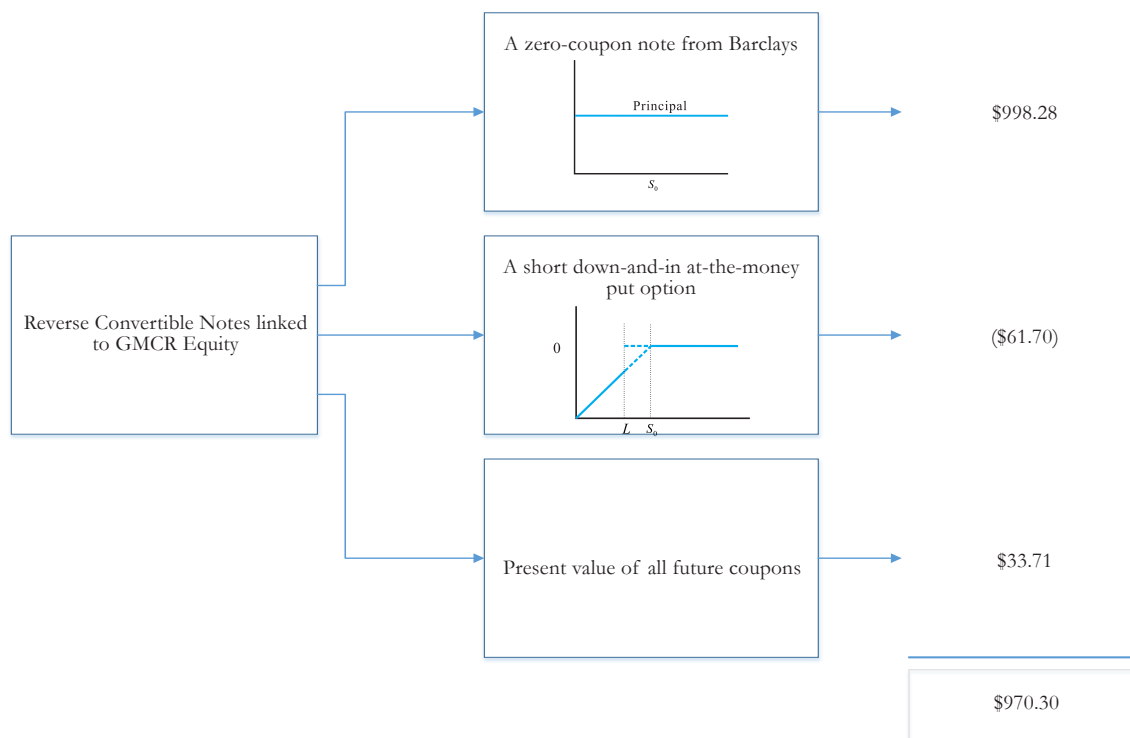 A zero-coupon note from Barclays
Principal
S₀
$998.28
Reverse Convertible Notes linked
to GMCR Equity
A short down-and-in at-the-money
put option
0
L S₀
($61.70)
Present value of all future coupons
$33.71
$970.30